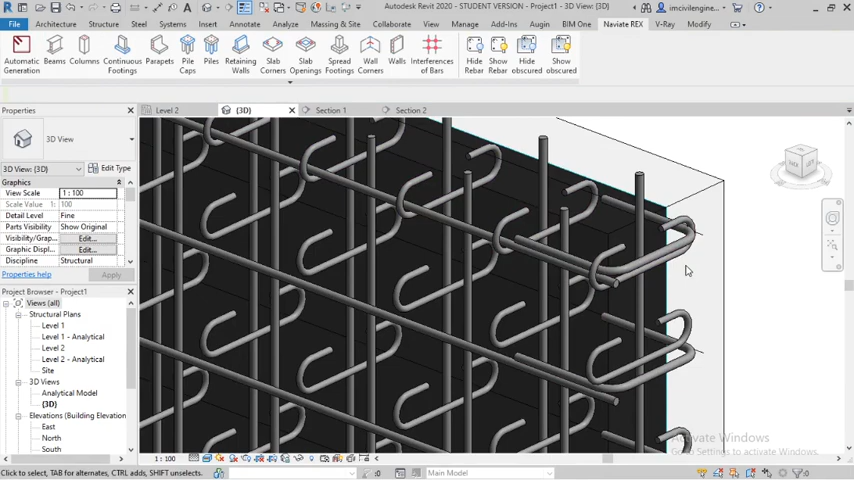 Autodesk Revit 2020 - STUDENT VERSION - Project1 - 3D View: {3D}
imcivilengine...
File Architecture Structure Steel Systems Insert Annotate Analyze Massing & Site Collaborate View Manage Add-Ins Augin BIM One Naviate REX V-Ray Modify
Automatic Generation
Beams
Columns
Continuous Footings
Parapets
Pile Caps
Piles
Retaining Walls
Slab Corners
Slab Openings
Spread Footings
Wall Corners
Walls
Interferences of Bars
Hide Rebar
Show Rebar
Hide obscured
Show obscured
Properties
Level 2
{3D}
Section 1
Section 2
3D View
3D View: {3D}
Edit Type
Graphics
View Scale 1 : 100
Scale Value 1: 100
Detail Level Fine
Parts Visibility Show Original
Visibility/Grap... Edit...
Graphic Displ... Edit...
Discipline Structural
Properties help
Apply
Project Browser - Project1
Views (all)
Structural Plans
Level 1
Level 1 - Analytical
Level 2
Level 2 - Analytical
Site
3D Views
Analytical Model
{3D}
Elevations (Building Elevation
East
North
South
1 : 100
Activate Windows
Go to Settings to activate Windows.
Click to select, TAB for alternates, CTRL adds, SHIFT unselects.
:0
Main Model
:0